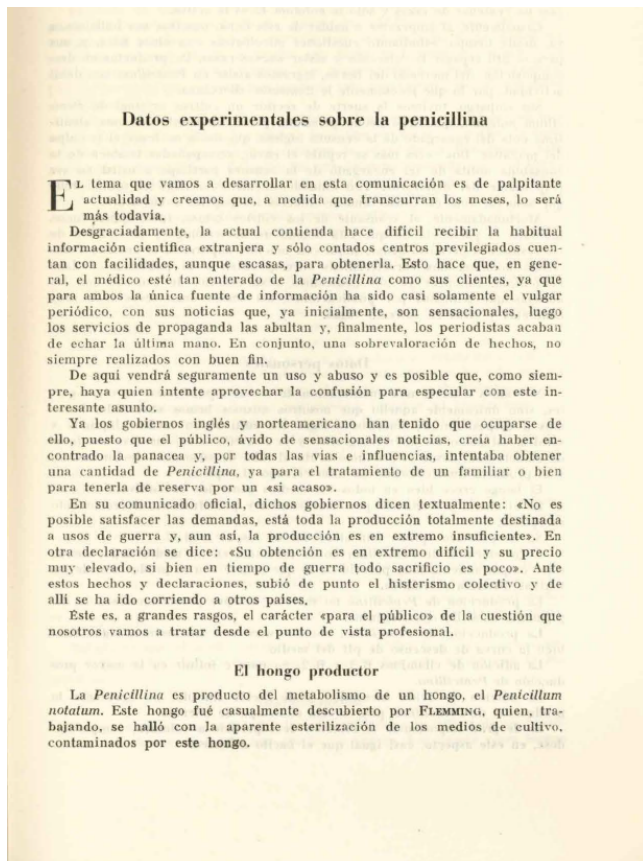 Datos experimentales sobre la penicillina
EL tema que vamos a desarrollar en esta comunicación es de palpitante
actualidad y creemos que, a medida que transcurran los meses, lo será
más todavía.
Desgraciadamente, la actual contienda hace difícil recibir la habitual
información científica extranjera y sólo contados centros previlegiados cuen-
tan con facilidades, aunque escasas, para obtenerla. Esto hace que, en gene-
ral, el médico esté tan enterado de la Penicillina como sus clientes, ya que
para ambos la única fuente de información ha sido casi solamente el vulgar
periódico, con sus noticias que, ya inicialmente, son sensacionales, luego
los servicios de propaganda las abultan y, finalmente, los periodistas acaban
de echar la última mano. En conjunto, una sobrevaloración de hechos, no
siempre realizados con buen fin.
De aquí vendrá seguramente un uso y abuso y es posible que, como siem-
pre, haya quien intente aprovechar la confusión para especular con este in-
teresante asunto.
Ya los gobiernos inglés y norteamericano han tenido que ocuparse de
ello, puesto que el público, ávido de sensacionales noticias, creía haber en-
contrado la panacea y, por todas las vías e influencias, intentaba obtener
una cantidad de Penicillina, ya para el tratamiento de un familiar o bien
para tenerla de reserva por un «si acaso».
En su comunicado oficial, dichos gobiernos dicen textualmente: «No es
posible satisfacer las demandas, está toda la producción totalmente destinada
a usos de guerra y, aun así, la producción es en extremo insuficiente». En
otra declaración se dice: «Su obtención es en extremo difícil y su precio
muy elevado, si bien en tiempo de guerra todo sacrificio es poco». Ante
estos hechos y declaraciones, subió de punto el histerismo colectivo y de
allí se ha ido corriendo a otros países.
Éste es, a grandes rasgos, el carácter «para el público» de la cuestión que
nosotros vamos a tratar desde el punto de vista profesional.
El hongo productor
La Penicillina es producto del metabolismo de un hongo, el Penicillum
notatum. Este hongo fué casualmente descubierto por FLEMMING, quien, tra-
bajando, se halló con la aparente esterilización de los medios de cultivo,
contaminados por este hongo.